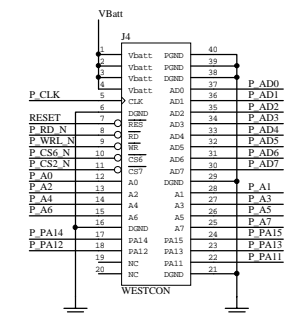 VBatt
J4
1 Vbatt PGND 40
2 Vbatt PGND 39
3 Vbatt PGND 38
4 Vbatt AD0 37 P_AD0
P_CLK 5 CLK AD1 36 P_AD1
6 DGND AD2 35 P_AD2
RESET 7 RES AD3 34 P_AD3
P_RD_N 8 RD AD4 33 P_AD4
P_WRL_N 9 WR AD5 32 P_AD5
P_CS6_N 10 CS6 AD6 31 P_AD6
P_CS2_N 11 CS7 AD7 30 P_AD7
P_A0 12 A0 DGND 29
P_A2 13 A2 A1 28 P_A1
P_A4 14 A4 A3 27 P_A3
P_A6 15 A6 A5 26 P_A5
16 DGND A7 25 P_A7
P_PA14 17 PA14 PA15 24 P_PA15
P_PA12 18 PA12 PA13 23 P_PA13
19 NC PA11 22 P_PA11
20 NC DGND 21
WESTCON